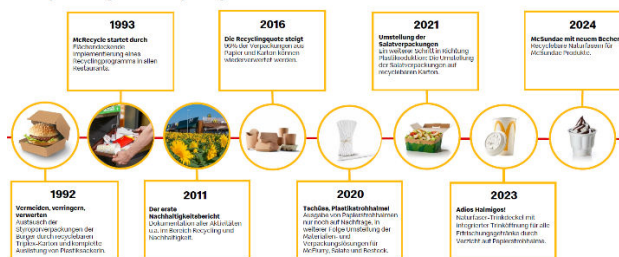 1993
McRecycle startet durch
Flächendeckende
Implementierung eines
Recyclingprogramms in allen
Restaurants.
2016
Die Recyclingquote steigt
90% der Verpackungen aus
Papier und Karton können
wiederverwertet werden.
2021
Umstellung der
Salatverpackungen
Ein weiterer Schritt in Richtung
Plastikreduktion: Die Umstellung
der Salatverpackungen auf
recyclebaren Karton.
2024
McSundae mit neuem Becher
Recyclebare Naturfasern für
McSundae Produkte.
1992
Vermeiden, verringern,
verwerten
Austausch der
Styroporverpackungen der
Burger durch recyclebaren
Triplex-Karton und komplette
Auslistung von Plastiksackerln.
2011
Der erste
Nachhaltigkeitsbericht
Dokumentation aller Aktivitäten
u.a. im Bereich Recycling und
Nachhaltigkeit.
2020
Tschüss, Plastikstrohhalme!
Ausgabe von Papierstrohhalmen
nur noch auf Nachfrage, in
weiterer Folge Umstellung der
Materialien- und
Verpackungslösungen für
McFlurry, Salate und Besteck.
2023
Adios Halmigos!
Naturfaser-Trinkdeckel mit
integrierter Trinköffnung für alle
Erfrischungsgetränke durch
Verzicht auf Papierstrohhalme.